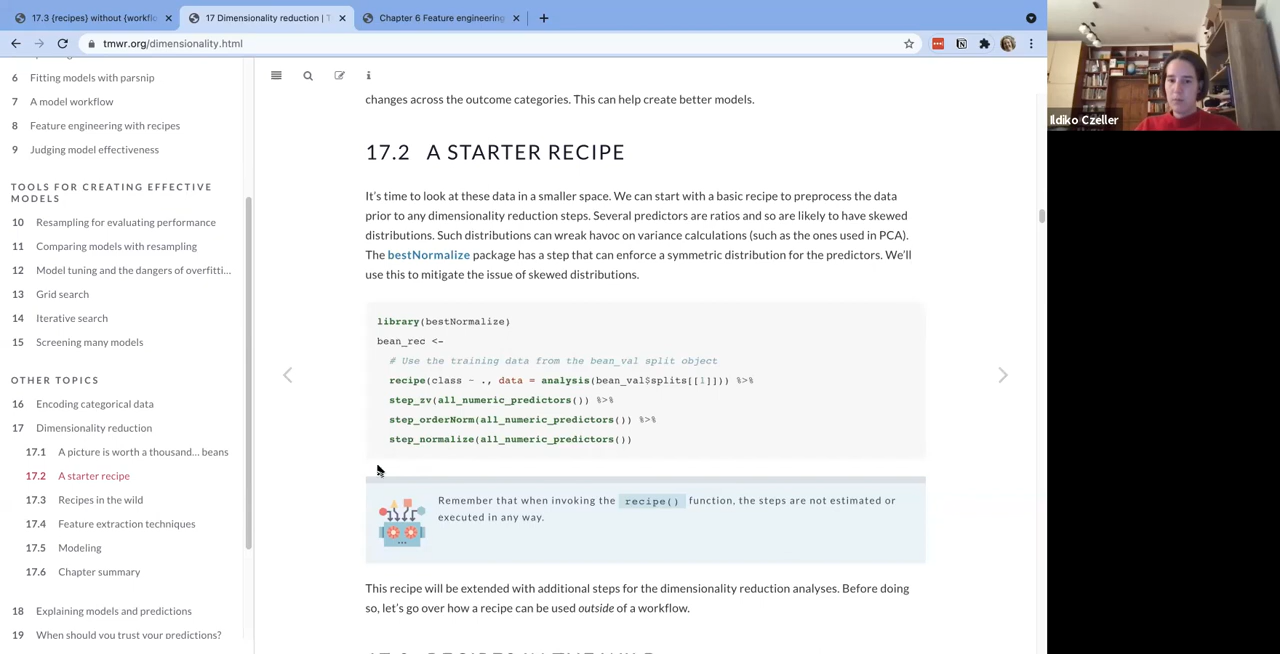 17.3 {recipes} without {workfl
17 Dimensionality reduction | T
Chapter 6 Feature engineering
tmwr.org/dimensionality.html
6 Fitting models with parsnip
7 A model workflow
8 Feature engineering with recipes
9 Judging model effectiveness
TOOLS FOR CREATING EFFECTIVE
MODELS
10 Resampling for evaluating performance
11 Comparing models with resampling
12 Model tuning and the dangers of overfitti...
13 Grid search
14 Iterative search
15 Screening many models
OTHER TOPICS
16 Encoding categorical data
17 Dimensionality reduction
17.1 A picture is worth a thousand… beans
17.2 A starter recipe
17.3 Recipes in the wild
17.4 Feature extraction techniques
17.5 Modeling
17.6 Chapter summary
18 Explaining models and predictions
19 When should you trust your predictions?
changes across the outcome categories. This can help create better models.
17.2 A STARTER RECIPE
It's time to look at these data in a smaller space. We can start with a basic recipe to preprocess the data
prior to any dimensionality reduction steps. Several predictors are ratios and so are likely to have skewed
distributions. Such distributions can wreak havoc on variance calculations (such as the ones used in PCA).
The bestNormalize package has a step that can enforce a symmetric distribution for the predictors. We'll
use this to mitigate the issue of skewed distributions.
library(bestNormalize)
bean_rec <-
# Use the training data from the bean_val split object
recipe(class ~ ., data = analysis(bean_val$splits[[1]])) %>%
step_zv(all_numeric_predictors()) %>%
step_orderNorm(all_numeric_predictors()) %>%
step_normalize(all_numeric_predictors())
Remember that when invoking the recipe() function, the steps are not estimated or
executed in any way.
This recipe will be extended with additional steps for the dimensionality reduction analyses. Before doing
so, let's go over how a recipe can be used outside of a workflow.
Ildiko Czeller